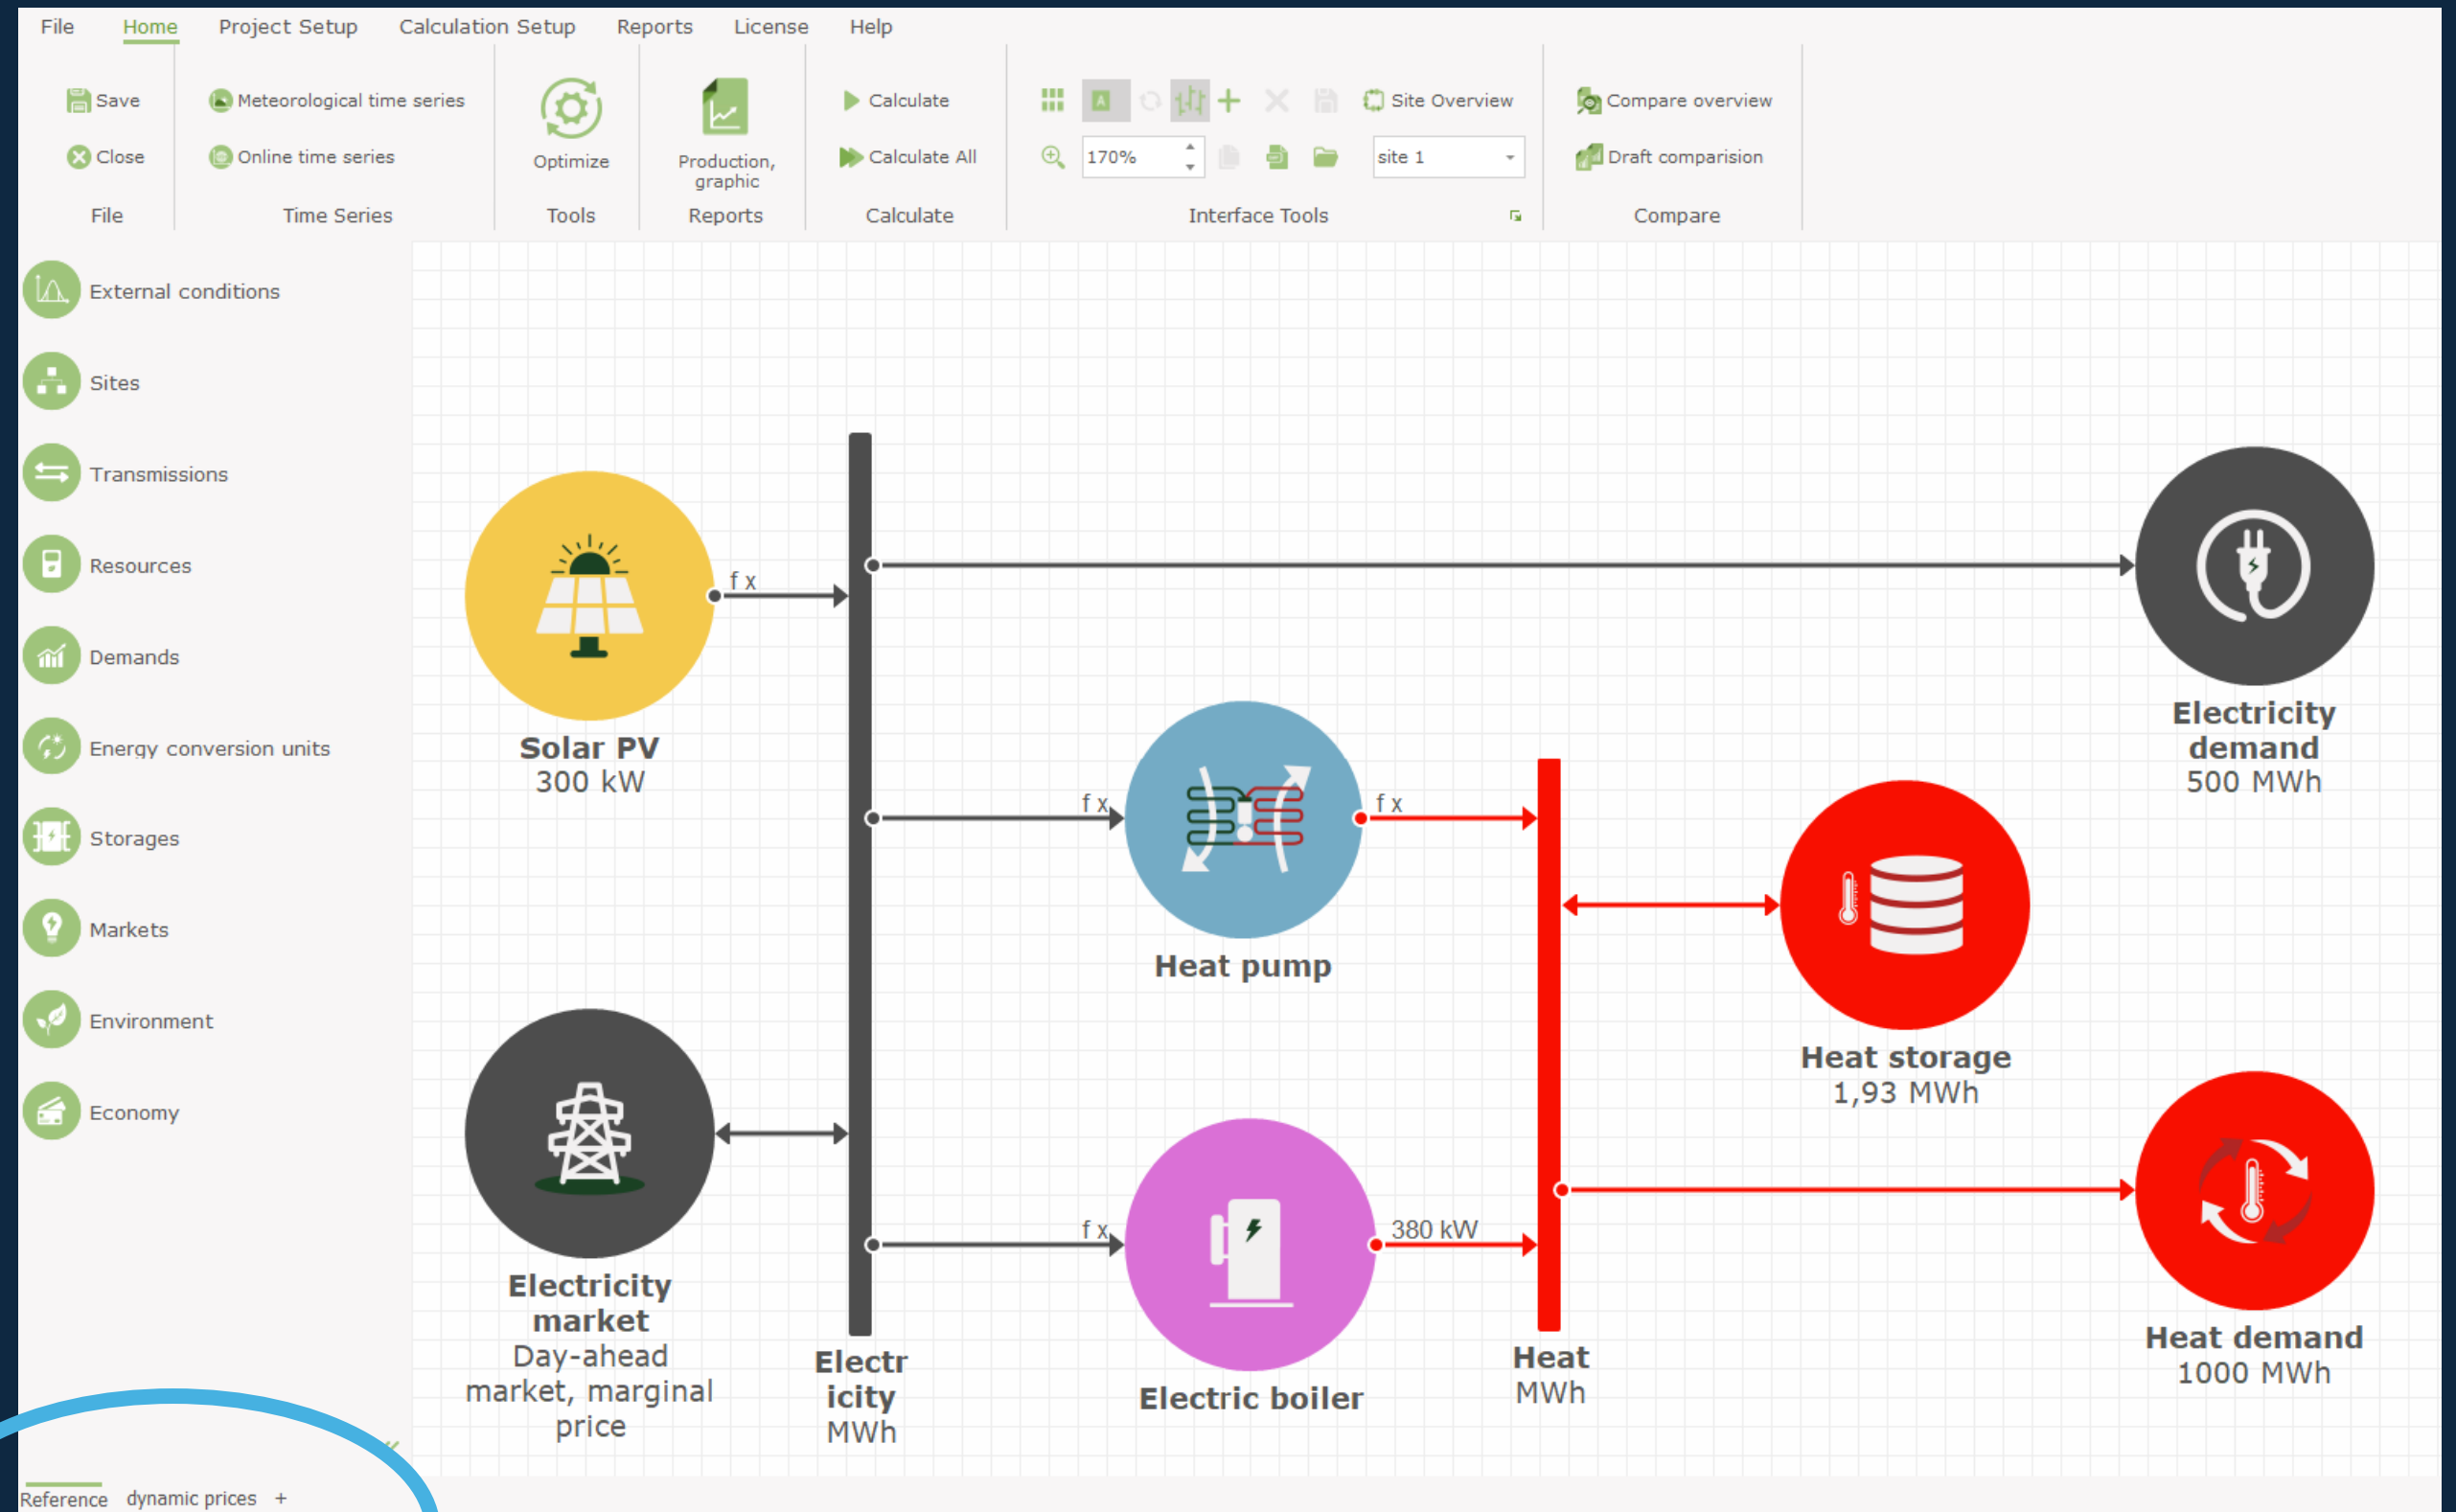 File Home Project Setup Calculation Setup Reports License Help
Save Meteorological time series Calculate A Site Overview Compare overview
Close Online time series Optimize Production, Calculate All 170% site 1 Draft comparision
graphic
File Time Series Tools Reports Calculate Interface Tools Compare
External conditions
Sites
Transmissions
Resources
Demands
Energy conversion units
Storages
Markets
Environment
Economy
f x
Solar PV
300 kW
Electricity
demand
500 MWh
f x
f x
Heat pump
Heat storage
1,93 MWh
f x
380 kW
Electricity
market
Day-ahead
market, marginal
price
Electr
icity
MWh
Electric boiler
Heat
MWh
Heat demand
1000 MWh
Reference dynamic prices +